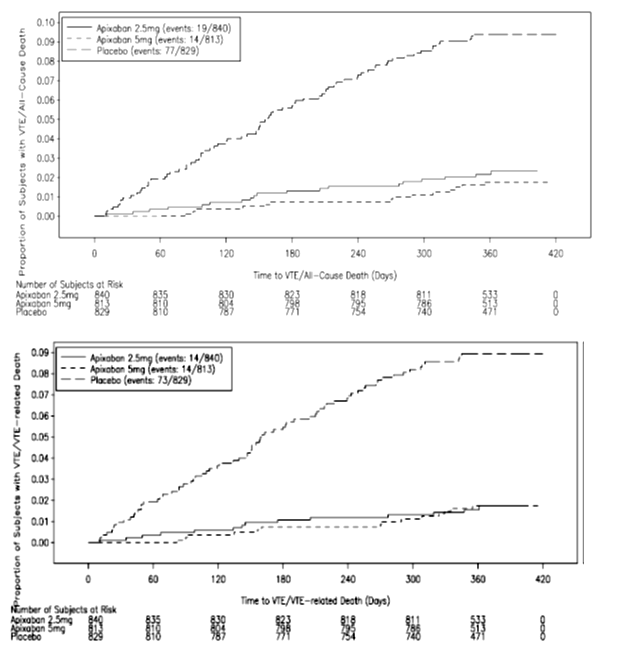 Apixaban 2.5mg (events: 19/840)
Apixaban 5mg (events: 14/813)
Placebo (events: 77/829)
Proportion of Subjects with VTE/All-Cause Death
0.10
0.09
0.08
0.07
0.06
0.05
0.04
0.03
0.02
0.01
0.00
0 60 120 180 240 300 360 420
Time to VTE/All-Cause Death (Days)
Number of Subjects at Risk
Apixaban 2.5mg 840 835 830 823 818 811 533 0
Apixaban 5mg 813 810 804 798 795 786 513 0
Placebo 829 810 787 771 754 740 471 0
Apixaban 2.5mg (events: 14/840)
Apixaban 5mg (events: 14/813)
Placebo (events: 73/829)
Proportion of Subjects with VTE/VTE-related Death
0.09
0.08
0.07
0.06
0.05
0.04
0.03
0.02
0.01
0.00
0 60 120 180 240 300 360 420
Time to VTE/VTE-related Death (Days)
Number of Subjects at Risk
Apixaban 2.5mg 840 835 830 823 818 811 533 0
Apixaban 5mg 813 810 804 798 795 786 513 0
Placebo 829 810 787 771 754 740 471 0